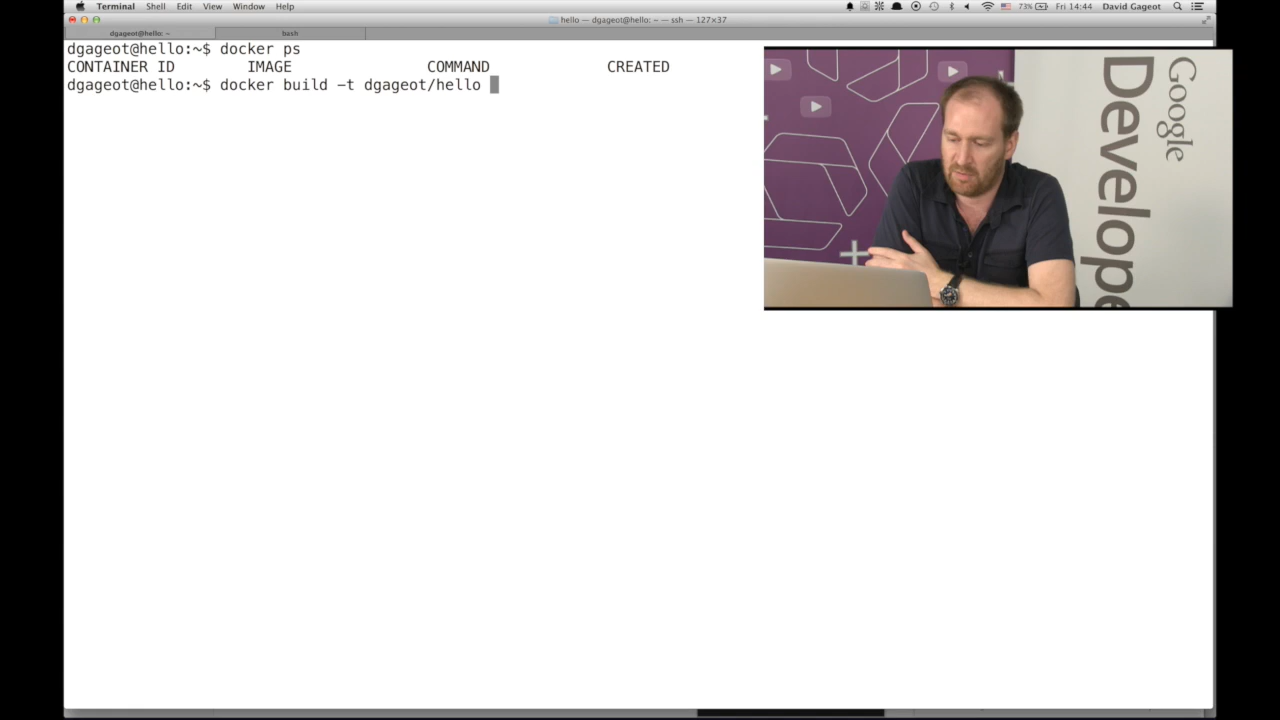 Terminal Shell Edit View Window Help 73% Fri 14:44 David Gageot
hello — dgageot@hello: ~ — ssh — 127×37
dgageot@hello: ~ bash
dgageot@hello:~$ docker ps
CONTAINER ID IMAGE COMMAND CREATED
dgageot@hello:~$ docker build -t dgageot/hello
Google
Develope